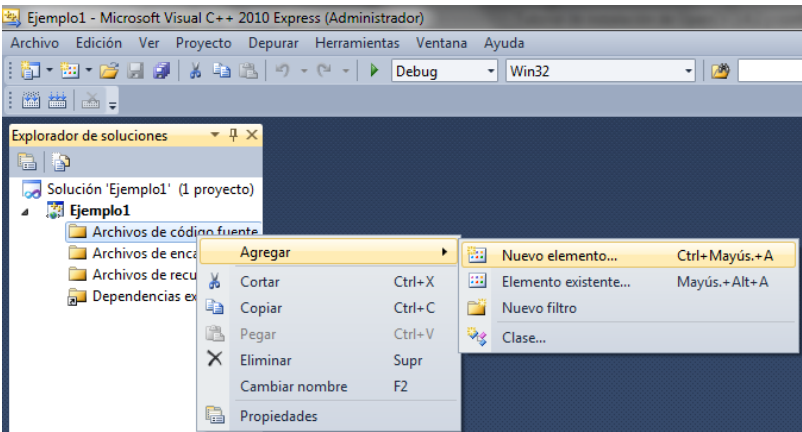 Ejemplo1 - Microsoft Visual C++ 2010 Express (Administrador)
Archivo Edición Ver Proyecto Depurar Herramientas Ventana Ayuda
Debug Win32
Explorador de soluciones
Solución 'Ejemplo1' (1 proyecto)
Ejemplo1
Archivos de código fuente
Archivos de enca
Archivos de recu
Dependencias ex
Agregar
Cortar Ctrl+X
Copiar Ctrl+C
Pegar Ctrl+V
Eliminar Supr
Cambiar nombre F2
Propiedades
Nuevo elemento... Ctrl+Mayús.+A
Elemento existente... Mayús.+Alt+A
Nuevo filtro
Clase...